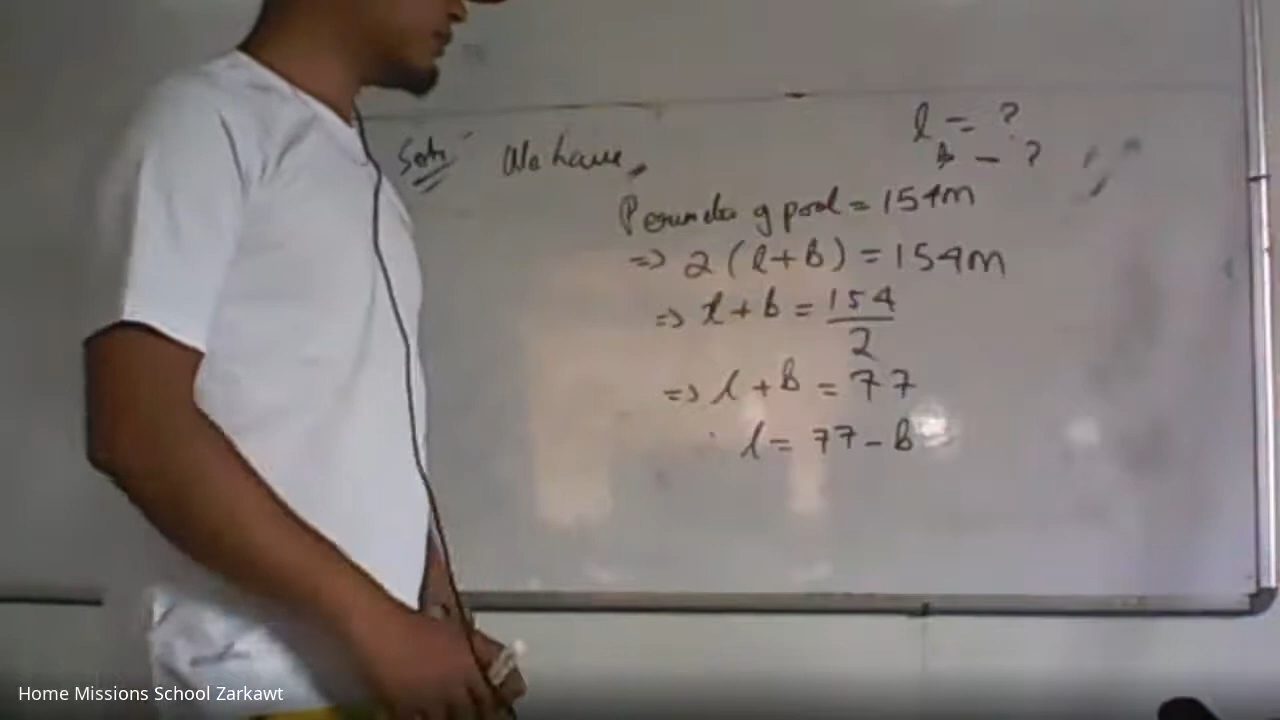 l = ?
b = ?
Soln We have,
Perimeter of pool = 154m
=> 2 (l+b) = 154m
=> l + b = 154/2
=> l + b = 77
l = 77 - b
Home Missions School Zarkawt